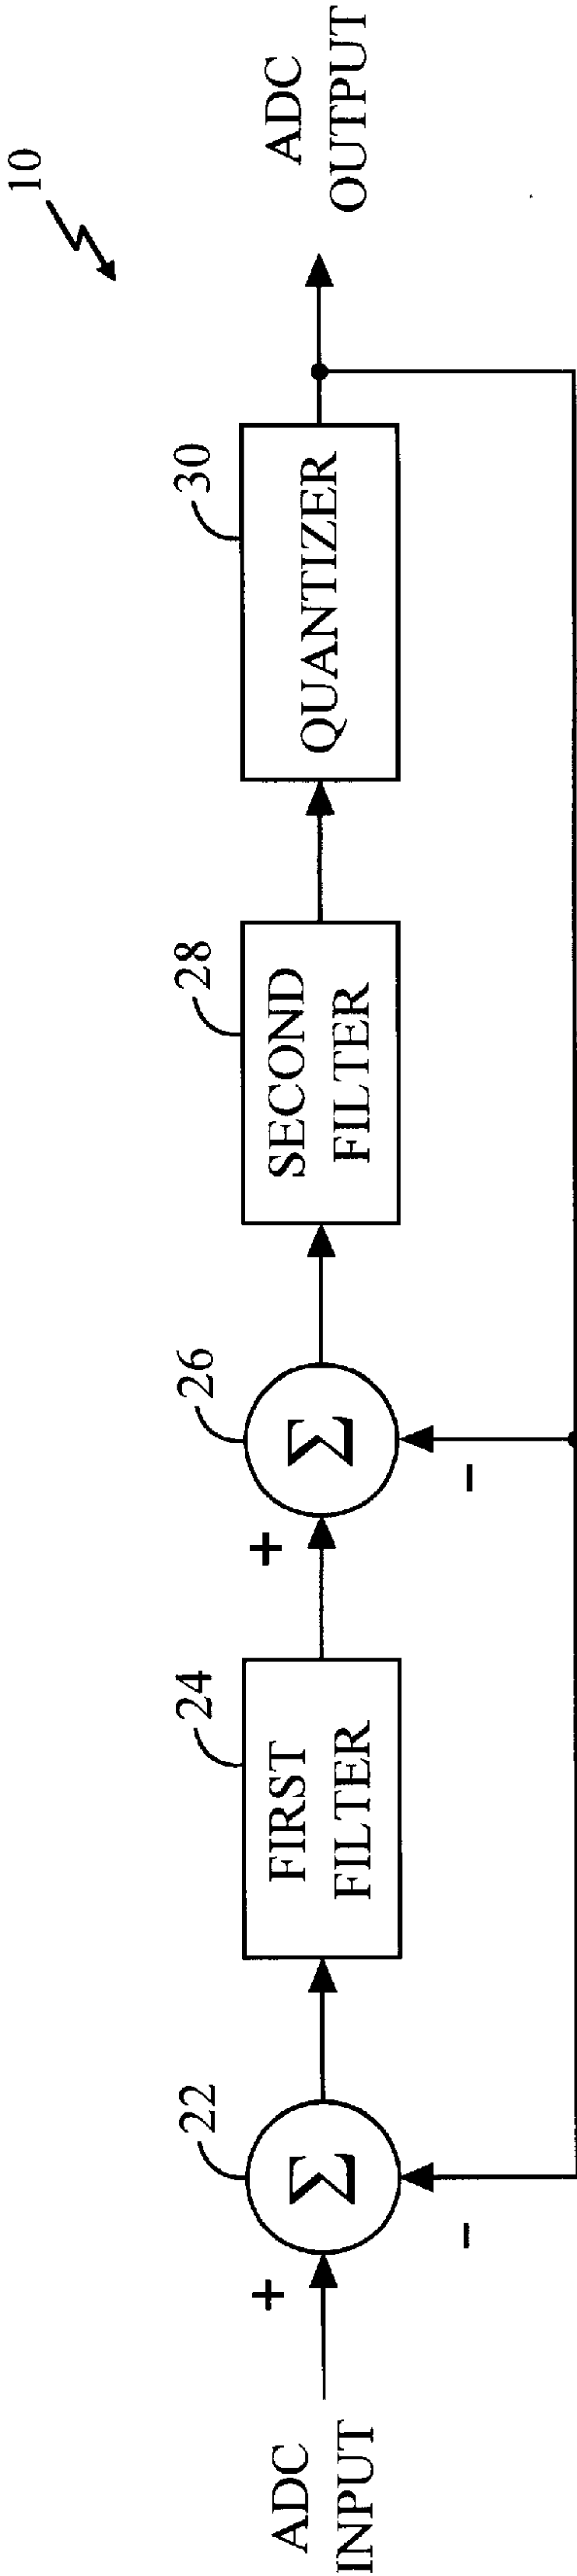 10
ADC
INPUT
+
-
22
Σ
24
FIRST
FILTER
+
-
26
Σ
28
SECOND
FILTER
30
QUANTIZER
ADC
OUTPUT